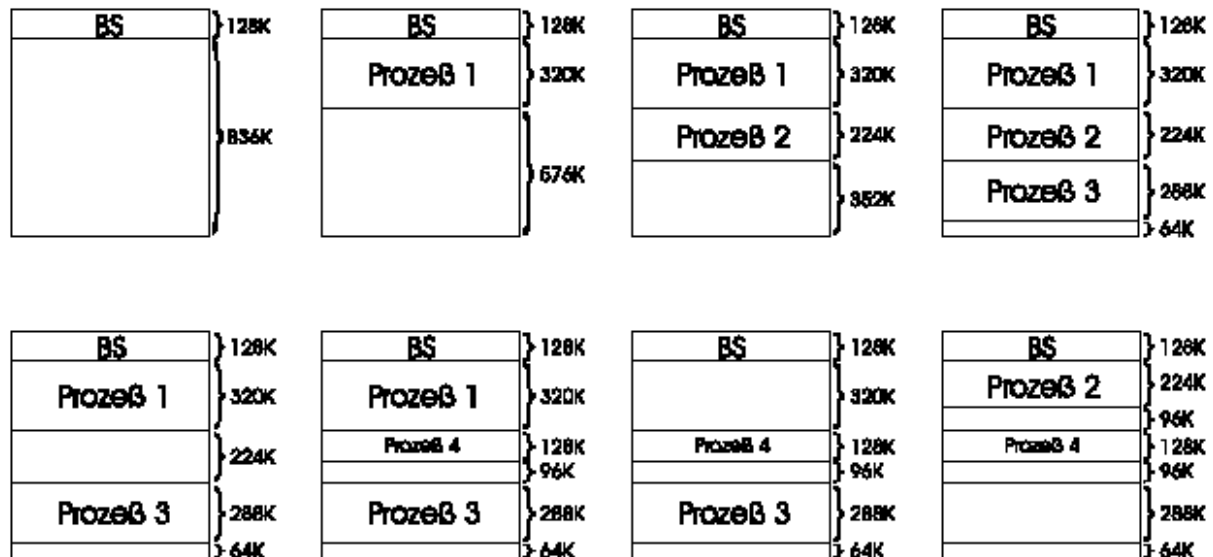 BS 128K
836K
BS 128K
Prozeß 1 320K
576K
BS 128K
Prozeß 1 320K
Prozeß 2 224K
352K
BS 128K
Prozeß 1 320K
Prozeß 2 224K
Prozeß 3 288K
64K
BS 128K
Prozeß 1 320K
224K
Prozeß 3 288K
64K
BS 128K
Prozeß 1 320K
Prozeß 4 128K
96K
Prozeß 3 288K
64K
BS 128K
320K
Prozeß 4 128K
96K
Prozeß 3 288K
64K
BS 128K
Prozeß 2 224K
96K
Prozeß 4 128K
96K
288K
64K